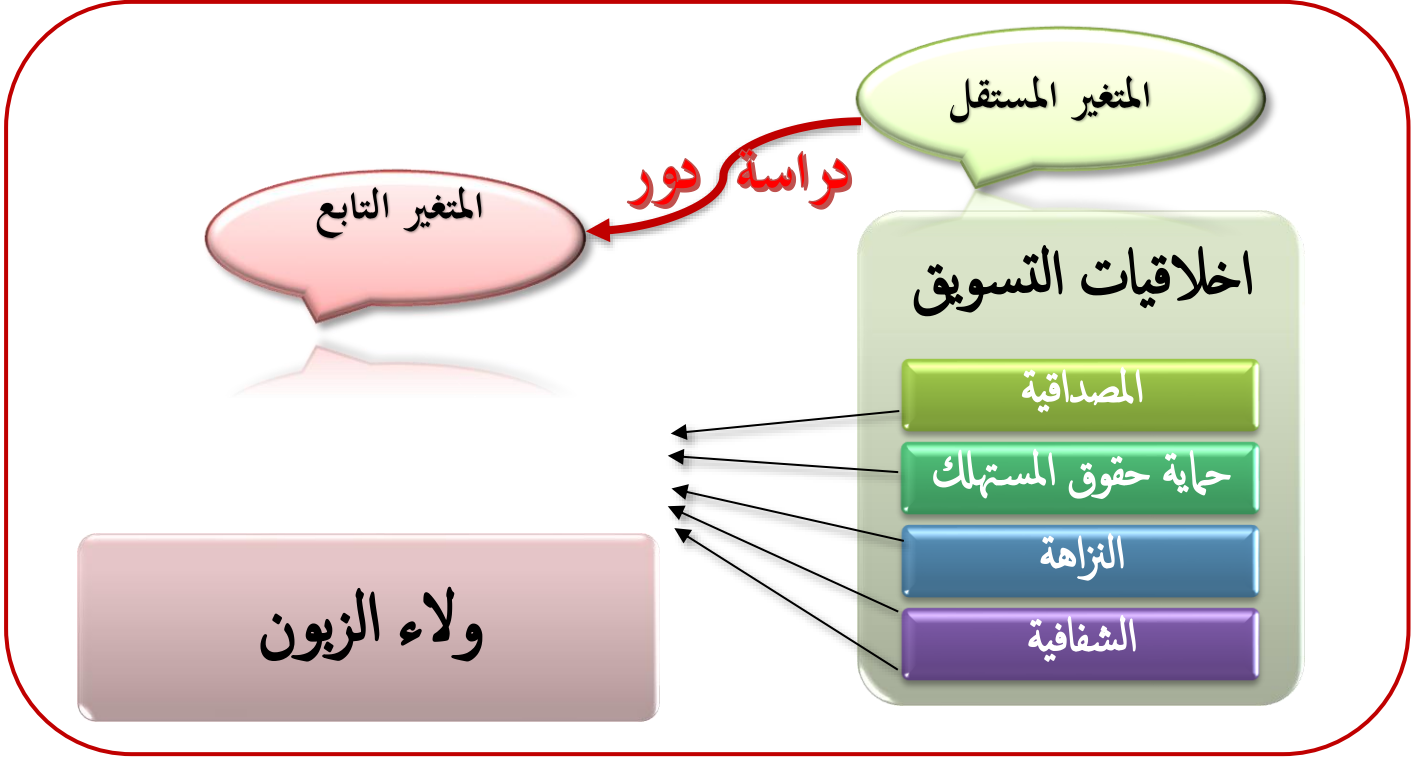 المتغير المستقل
دراسة دور
المتغير التابع
اخلاقيات التسويق
المصداقية
حماية حقوق المستهلك
النزاهة
الشفافية
ولاء الزبون